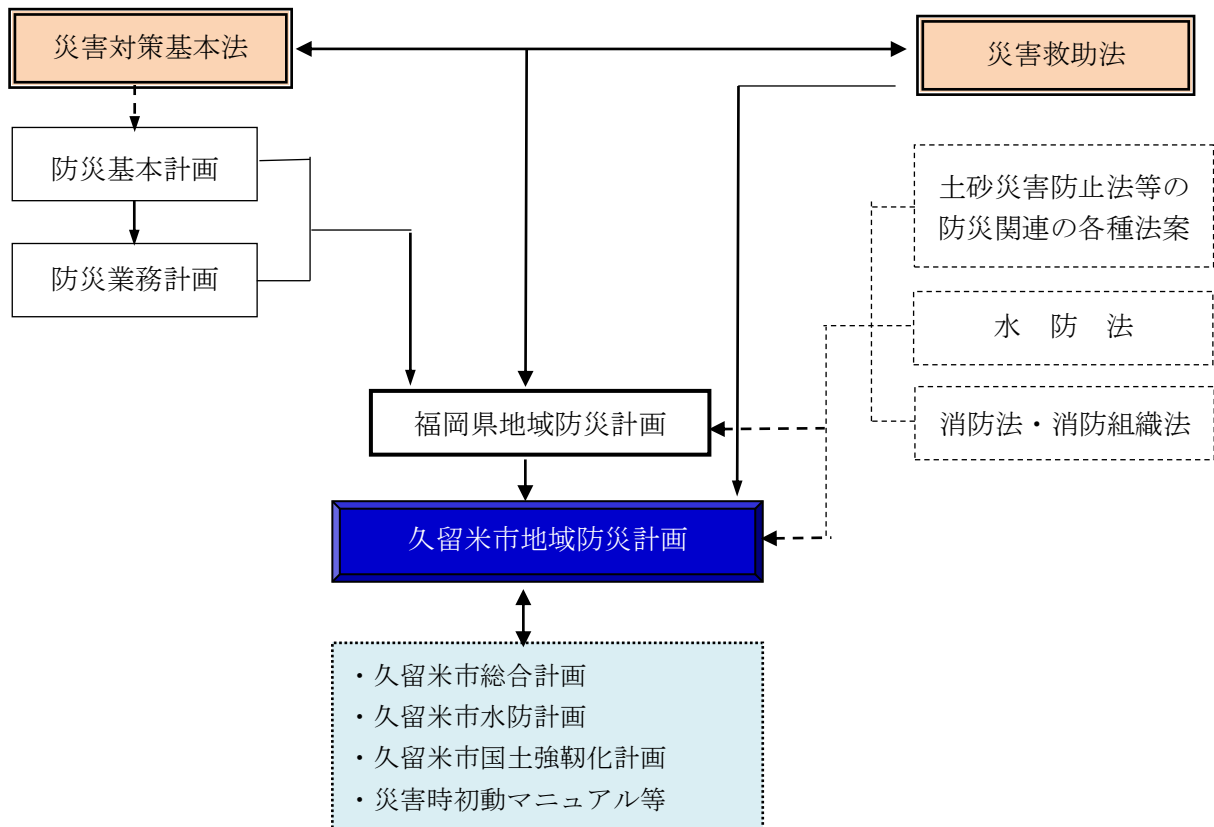 災害対策基本法
災害救助法
防災基本計画
防災業務計画
土砂災害防止法等の
防災関連の各種法案
水 防 法
消防法・消防組織法
福岡県地域防災計画
久留米市地域防災計画
・久留米市総合計画
・久留米市水防計画
・久留米市国土強靭化計画
・災害時初動マニュアル等